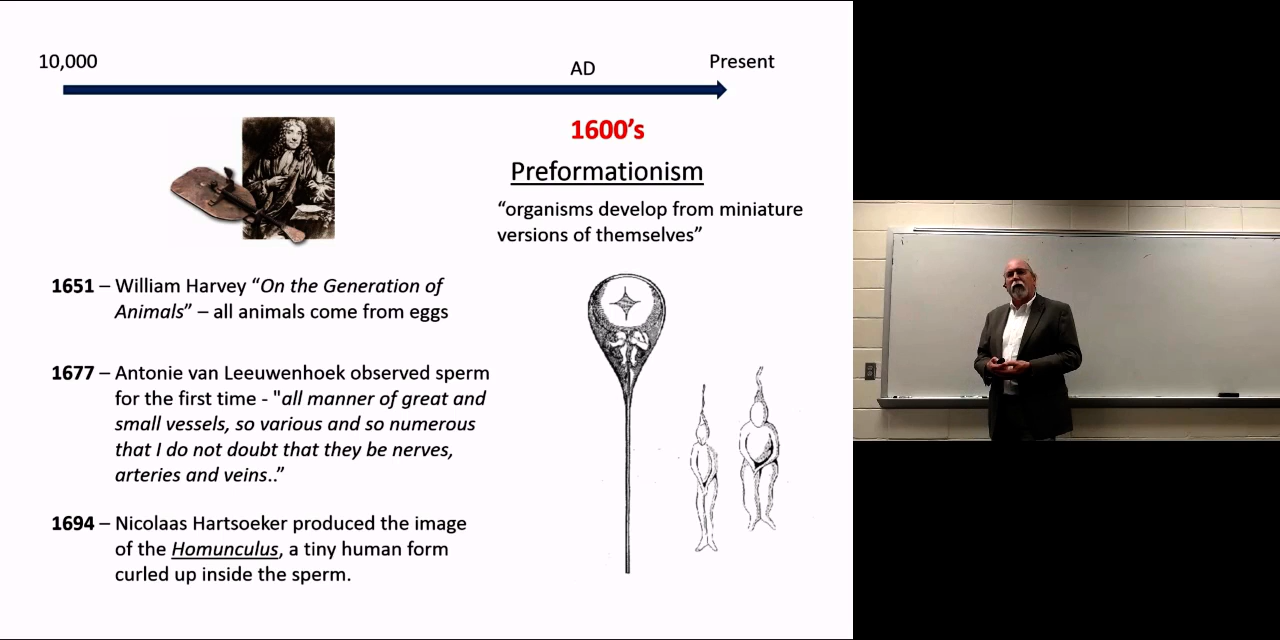 10,000
AD
Present
1600’s
Preformationism
“organisms develop from miniature
versions of themselves”
1651 – William Harvey “On the Generation of
Animals” – all animals come from eggs
1677 – Antonie van Leeuwenhoek observed sperm
for the first time - "all manner of great and
small vessels, so various and so numerous
that I do not doubt that they be nerves,
arteries and veins..”
1694 – Nicolaas Hartsoeker produced the image
of the Homunculus, a tiny human form
curled up inside the sperm.